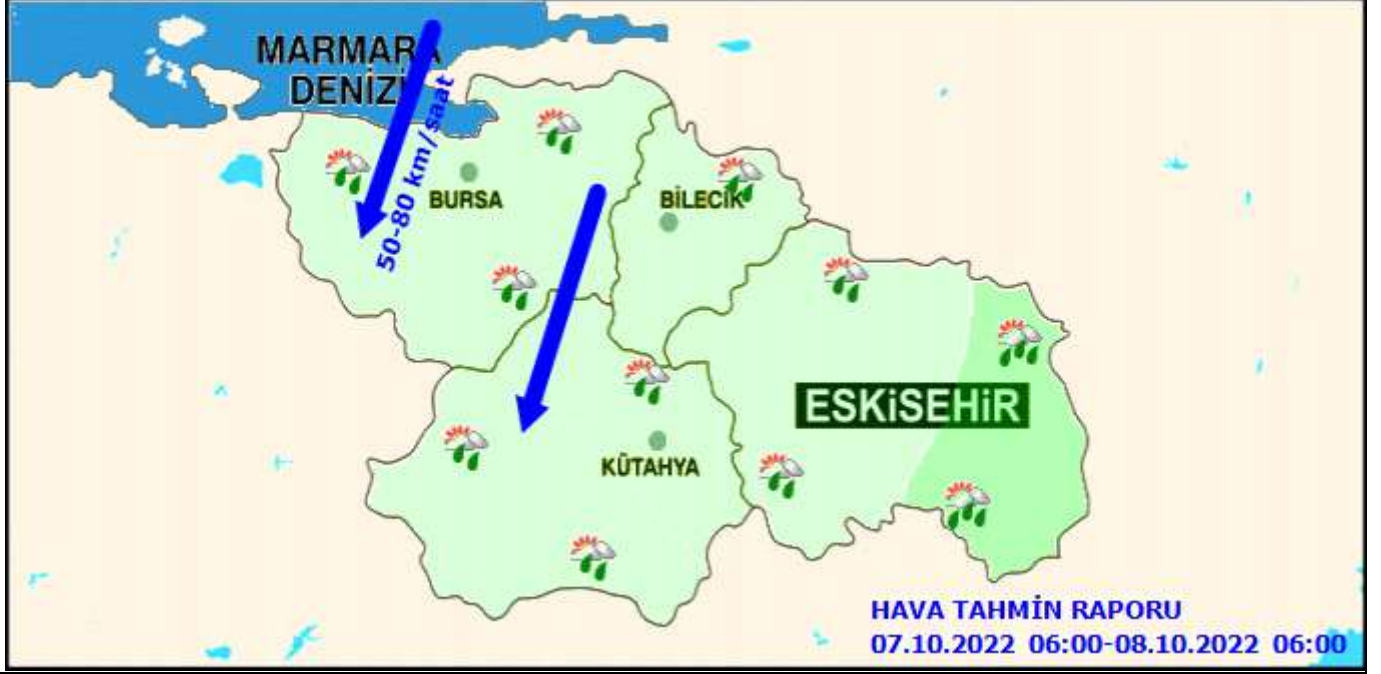 MARMARA
DENİZİ
50-80 km/saat
BURSA
BİLECİK
ESKiSEHiR
KÜTAHYA
HAVA TAHMİN RAPORU
07.10.2022 06:00-08.10.2022 06:00